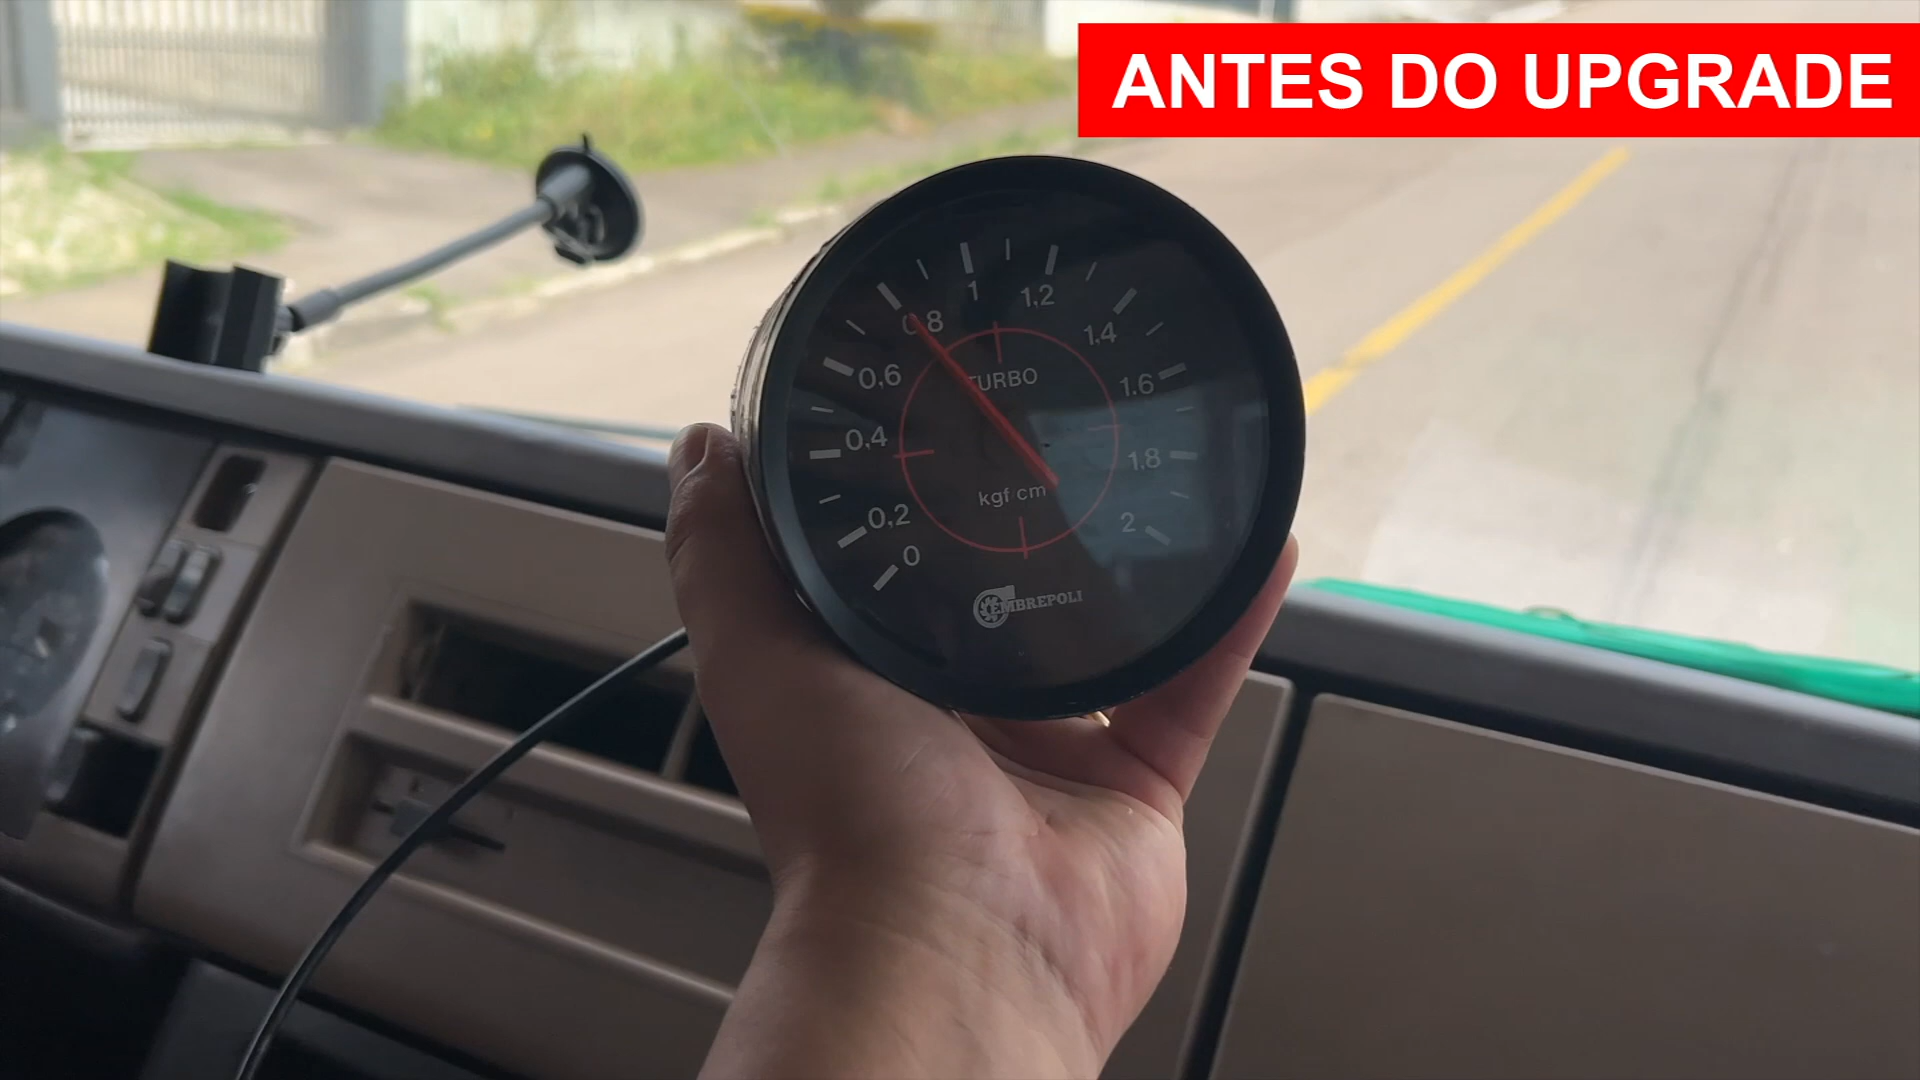 ANTES DO UPGRADE
1
1,2
0,8
1,4
0,6
TURBO
1.6
0,4
1,8
kgf/cm
0,2
2
0
EMBREPOLI